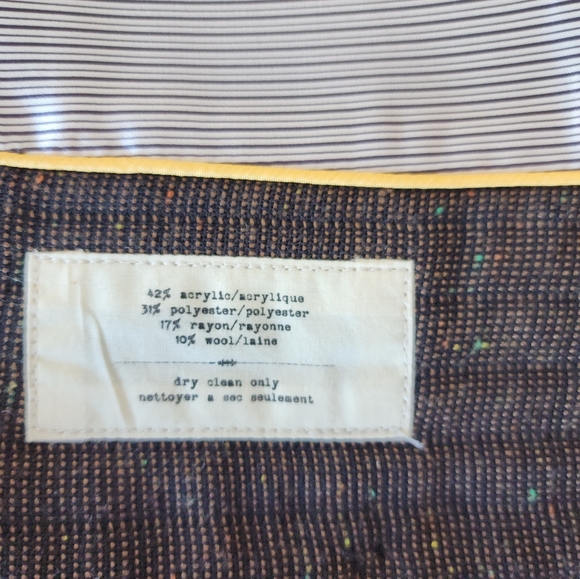 42% acrylic/acrylique
31% polyester/polyester
17% rayon/rayonne
10% wool/laine
dry clean only
nettoyer a sec seulement